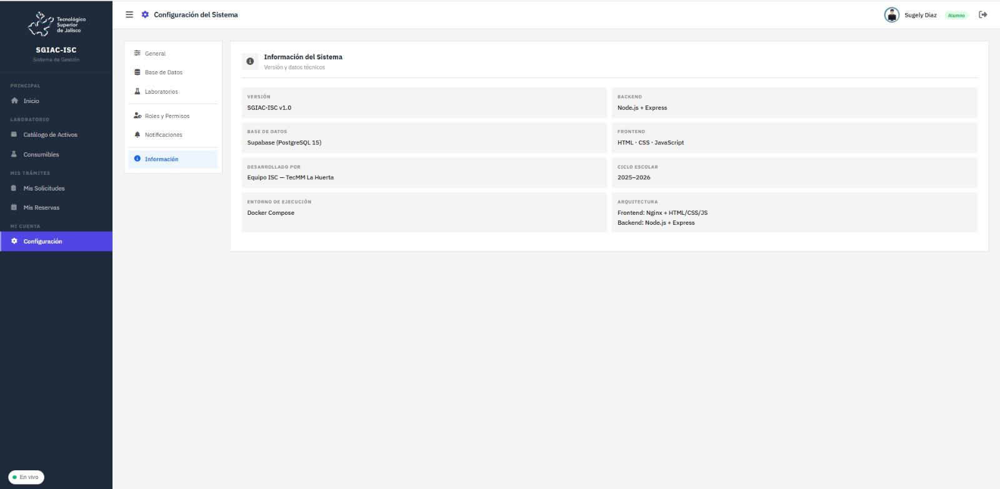 Tecnológico
Superior
de Jalisco
SGIAC-ISC
Sistema de Gestión
PRINCIPAL
Inicio
LABORATORIO
Catálogo de Activos
Consumibles
MIS TRÁMITES
Mis Solicitudes
Mis Reservas
MI CUENTA
Configuración
En vivo
Configuración del Sistema
Sugely Diaz
Alumno
General
Base de Datos
Laboratorios
Roles y Permisos
Notificaciones
Información
Información del Sistema
Versión y datos técnicos
VERSIÓN
SGIAC-ISC v1.0
BACKEND
Node.js + Express
BASE DE DATOS
Supabase (PostgreSQL 15)
FRONTEND
HTML · CSS · JavaScript
DESARROLLADO POR
Equipo ISC — TecMM La Huerta
CICLO ESCOLAR
2025–2026
ENTORNO DE EJECUCIÓN
Docker Compose
ARQUITECTURA
Frontend: Nginx + HTML/CSS/JS
Backend: Node.js + Express